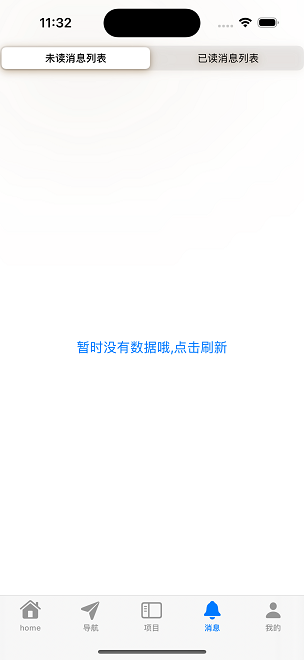 11:32
未读消息列表
已读消息列表
暂时没有数据哦,点击刷新
home
导航
项目
消息
我的